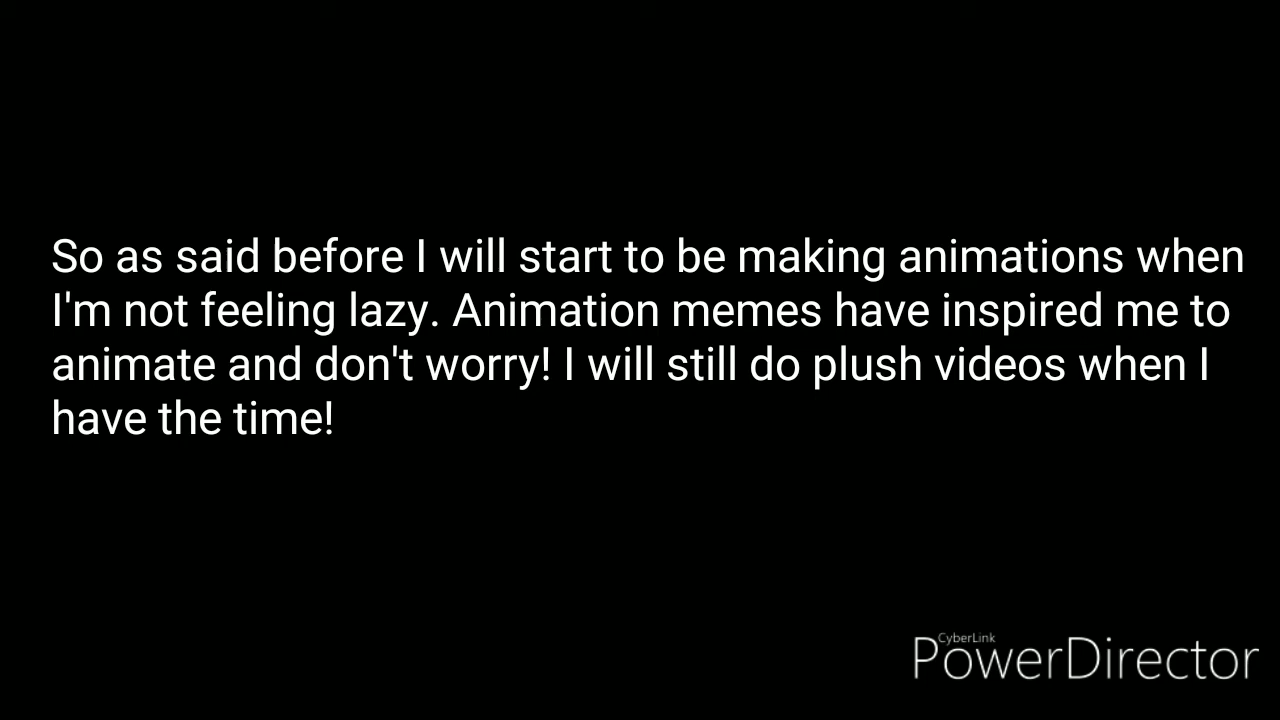 So as said before I will start to be making animations when
I'm not feeling lazy. Animation memes have inspired me to
animate and don't worry! I will still do plush videos when I
have the time!
CyberLink
PowerDirector